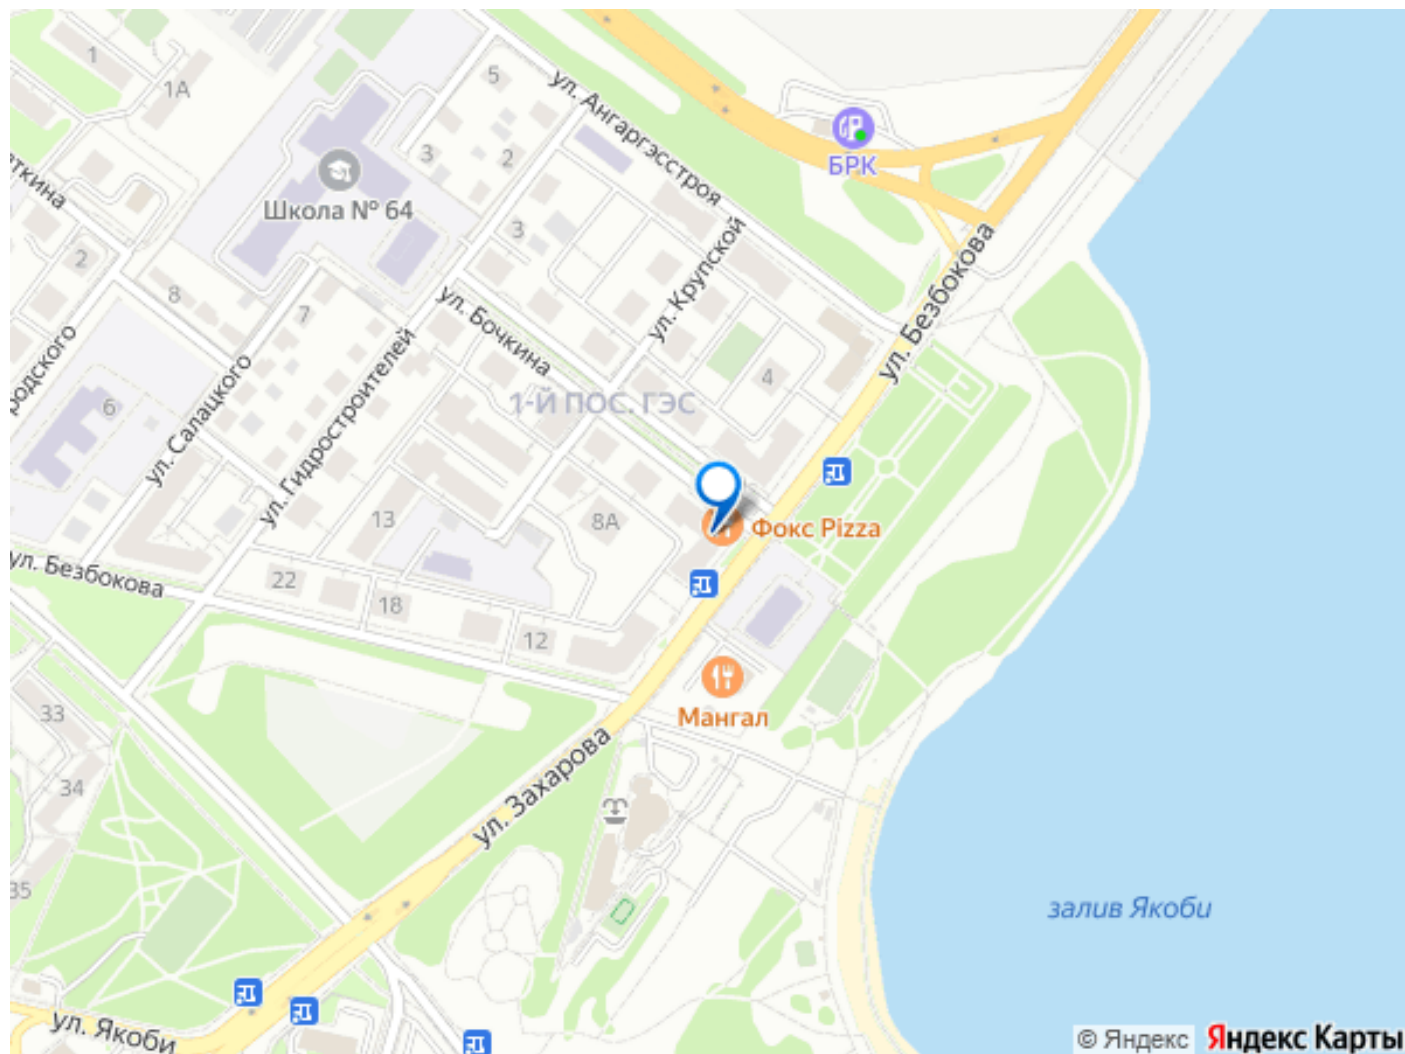 1
1А
5
ул. Ангаргэсстроя
БРК
3
2
Школа № 64
3
2
8
7
ул. Крупской
ул. Безбокова
ул. Бочкина
4
1-Й ПОС. ГЭС
6
ул. Салацкого
ул. Гидростроителей
13
8А
Фокс Pizza
ул. Безбокова
22
18
12
Мангал
33
34
ул. Захарова
35
залив Якоби
ул. Якоби
© Яндекс Яндекс Карты